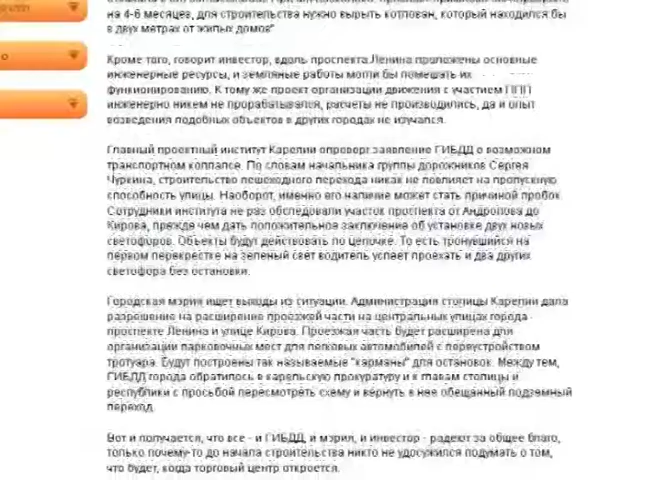 на 4-6 месяцев, для строительства нужно вырыть котлован, который находился бы
в двух метрах от жилых домов"
Кроме того, говорит инвестор, вдоль проспекта Ленина проложены основные
инженерные ресурсы, и земляные работы могли бы помешать их
функционированию. К тому же проект организации движения с участием ППП
инженерно никем не прорабатывался, расчеты не производились, да и опыт
возведения подобных объектов в других городах не изучался.
Главный проектный институт Карелии опроверг заявление ГИБДД о возможном
транспортном коллапсе. По словам начальника группы дорожников Сергея
Чуркина, строительство пешеходного перехода никак не повлияет на пропускную
способность улицы. Наоборот, именно его наличие может стать причиной пробок.
Сотрудники института не раз обследовали участок проспекта от Андропова до
Кирова, прежде чем дать положительное заключение об установке двух новых
светофоров. Объекты будут действовать по цепочке. То есть тронувшийся на
первом перекрестке на зеленый свет водитель успеет проехать и два других
светофора без остановки.
Городская мэрия ищет выходы из ситуации. Администрация столицы Карелии дала
разрешение на расширение проезжей части на центральных улицах города -
проспекте Ленина и улице Кирова. Проезжая часть будет расширена для
организации парковочных мест для легковых автомобилей с переустройством
тротуара. Будут построены так называемые "карманы" для остановок. Между тем,
ГИБДД города обратилось в карельскую прокуратуру и к главам столицы и
республики с просьбой пересмотреть схему и вернуть в нее обещанный подземный
переход.
Вот и получается, что все - и ГИБДД, и мэрия, и инвестор - радеют за общее благо,
только почему-то до начала строительства никто не удосужился подумать о том,
что будет, когда торговый центр откроется.